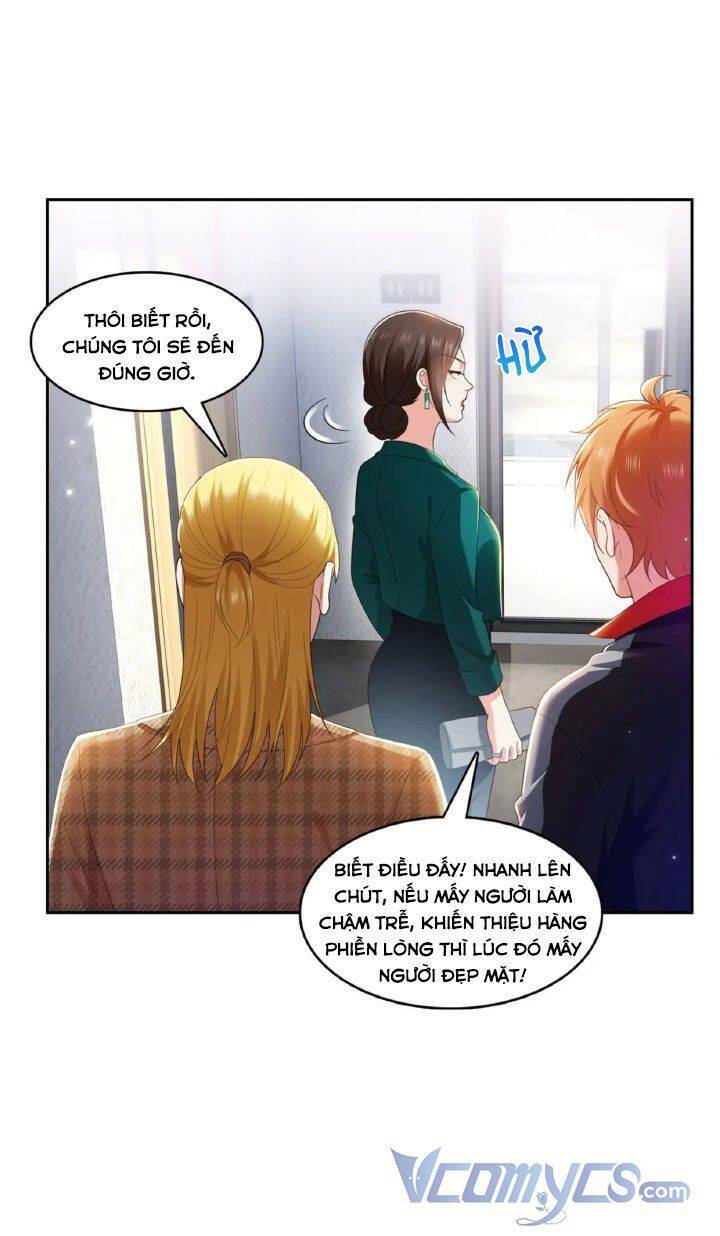 THÔI BIẾT RỒI,
CHÚNG TÔI SẼ ĐẾN
ĐÚNG GIỜ.
HỪ
BIẾT ĐIỀU ĐẤY! NHANH LÊN
CHÚT, NẾU MẤY NGƯỜI LÀM
CHẬM TRỄ, KHIẾN THIỆU HÀNG
PHIỀN LÒNG THÌ LÚC ĐÓ MẤY
NGƯỜI ĐẸP MẶT!
VCOMYCS.com